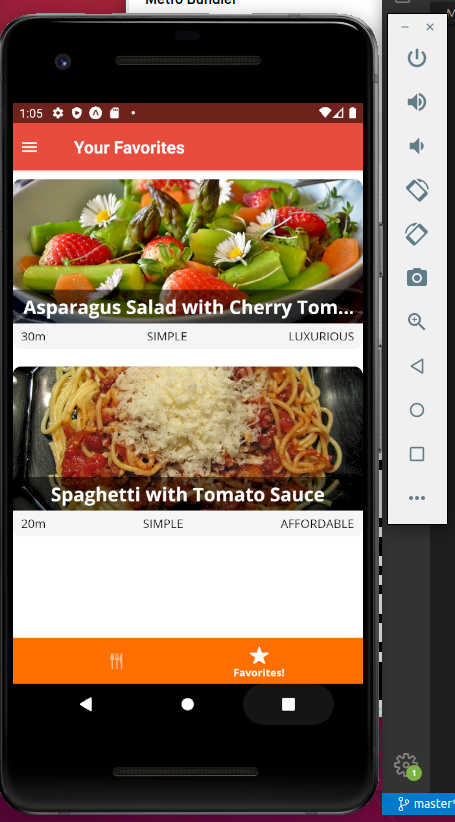 Metro Bundler
1:05
Your Favorites
Asparagus Salad with Cherry Tom...
30m SIMPLE LUXURIOUS
Spaghetti with Tomato Sauce
20m SIMPLE AFFORDABLE
Favorites!
1
master*